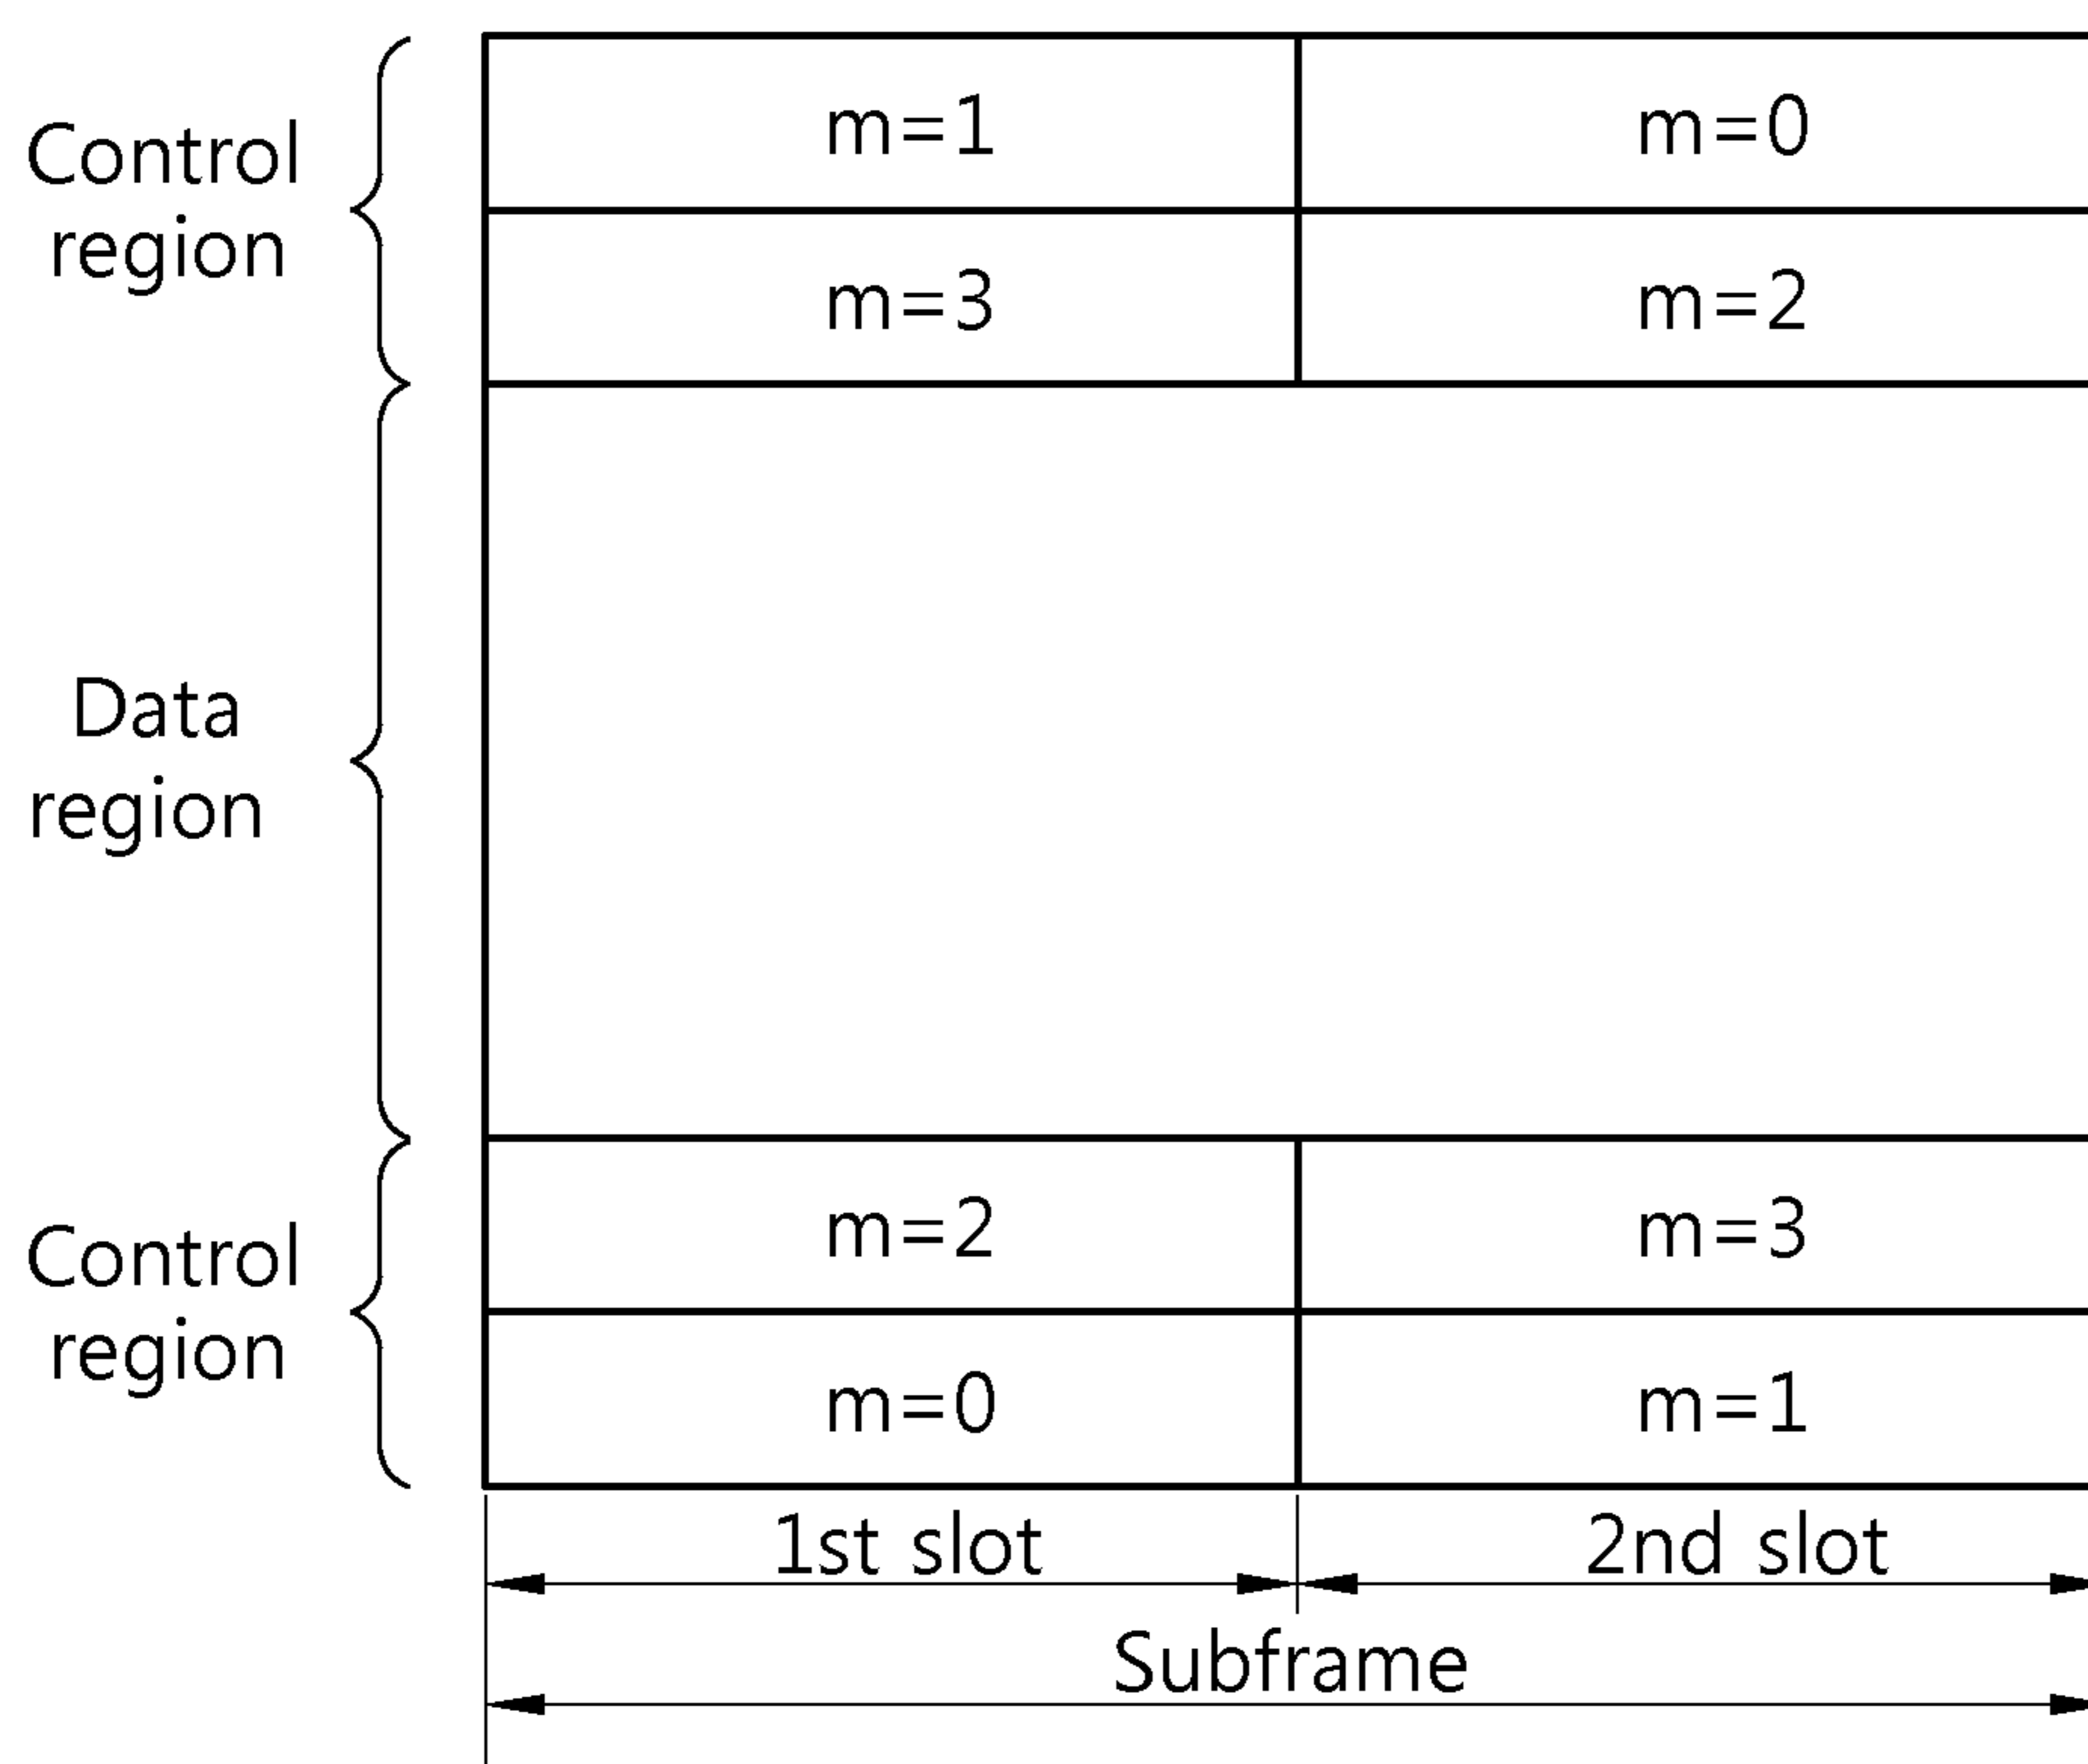 Control
region
m=1
m=0
m=3
m=2
Data
region
Control
region
m=2
m=3
m=0
m=1
1st slot
2nd slot
Subframe